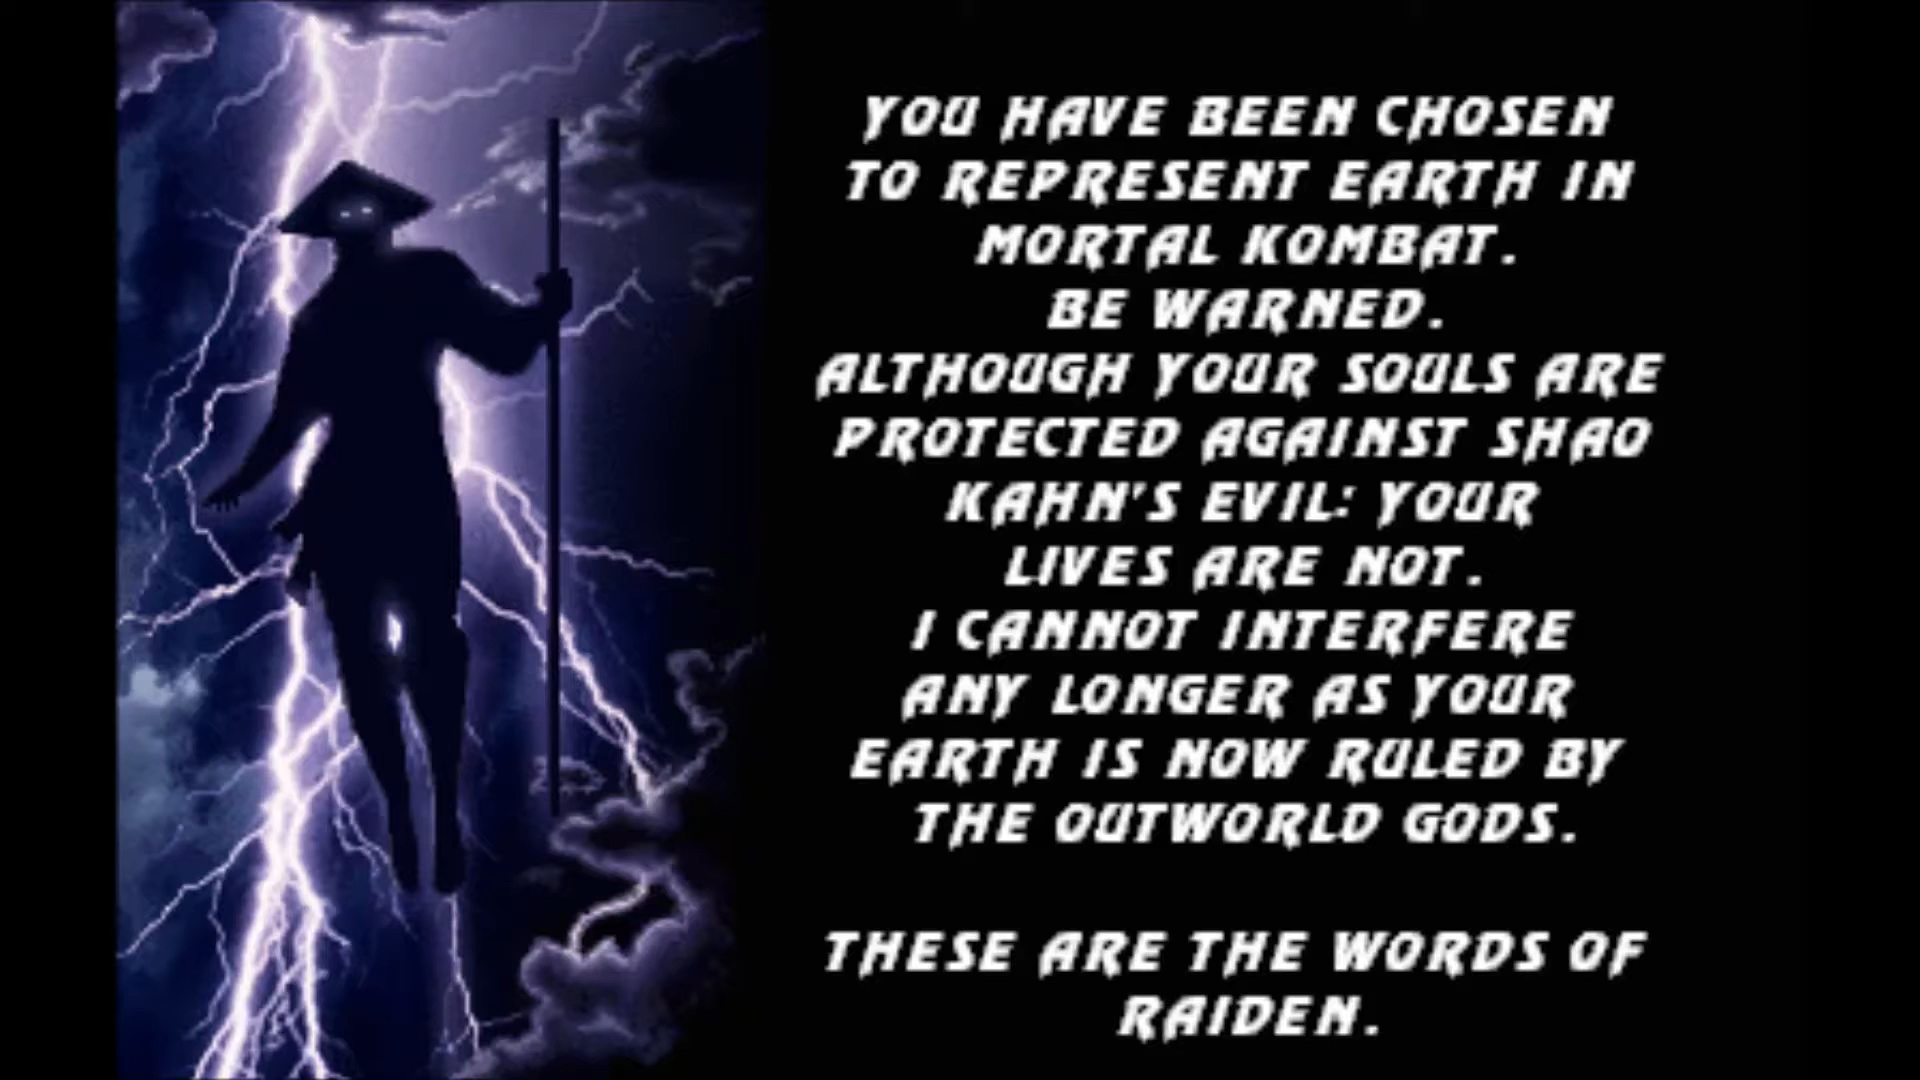 YOU HAVE BEEN CHOSEN
TO REPRESENT EARTH IN
MORTAL KOMBAT.
BE WARNED.
ALTHOUGH YOUR SOULS ARE
PROTECTED AGAINST SHAO
KAHN'S EVIL: YOUR
LIVES ARE NOT.
I CANNOT INTERFERE
ANY LONGER AS YOUR
EARTH IS NOW RULED BY
THE OUTWORLD GODS.
THESE ARE THE WORDS OF
RAIDEN.